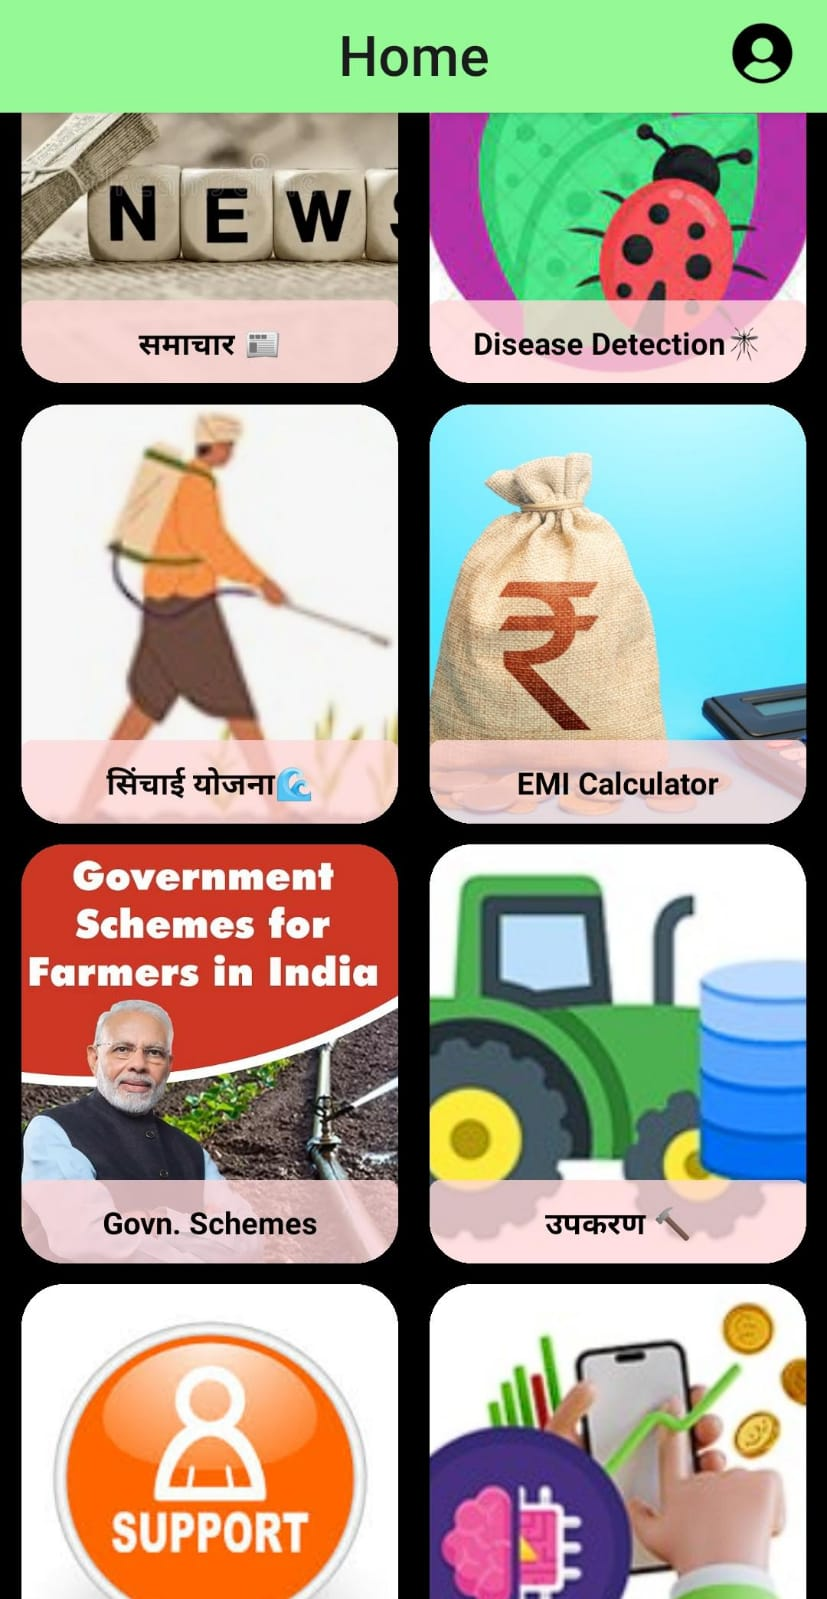 Home
NEWS
समाचार 📰
Disease Detection🦟
सिंचाई योजना🌊
EMI Calculator
Government
Schemes for
Farmers in India
Govn. Schemes
उपकरण 🔨
SUPPORT